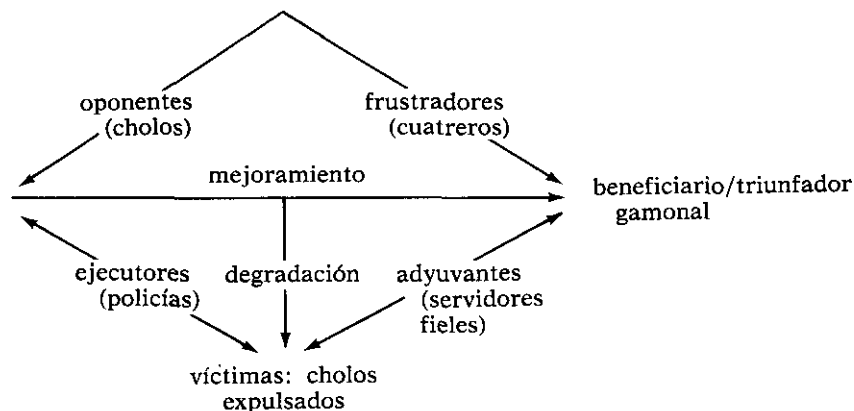 oponentes
(cholos)
frustradores
(cuatreros)
mejoramiento
beneficiario/triunfador
gamonal
ejecutores
(policías)
degradación
adyuvantes
(servidores
fieles)
víctimas: cholos
expulsados